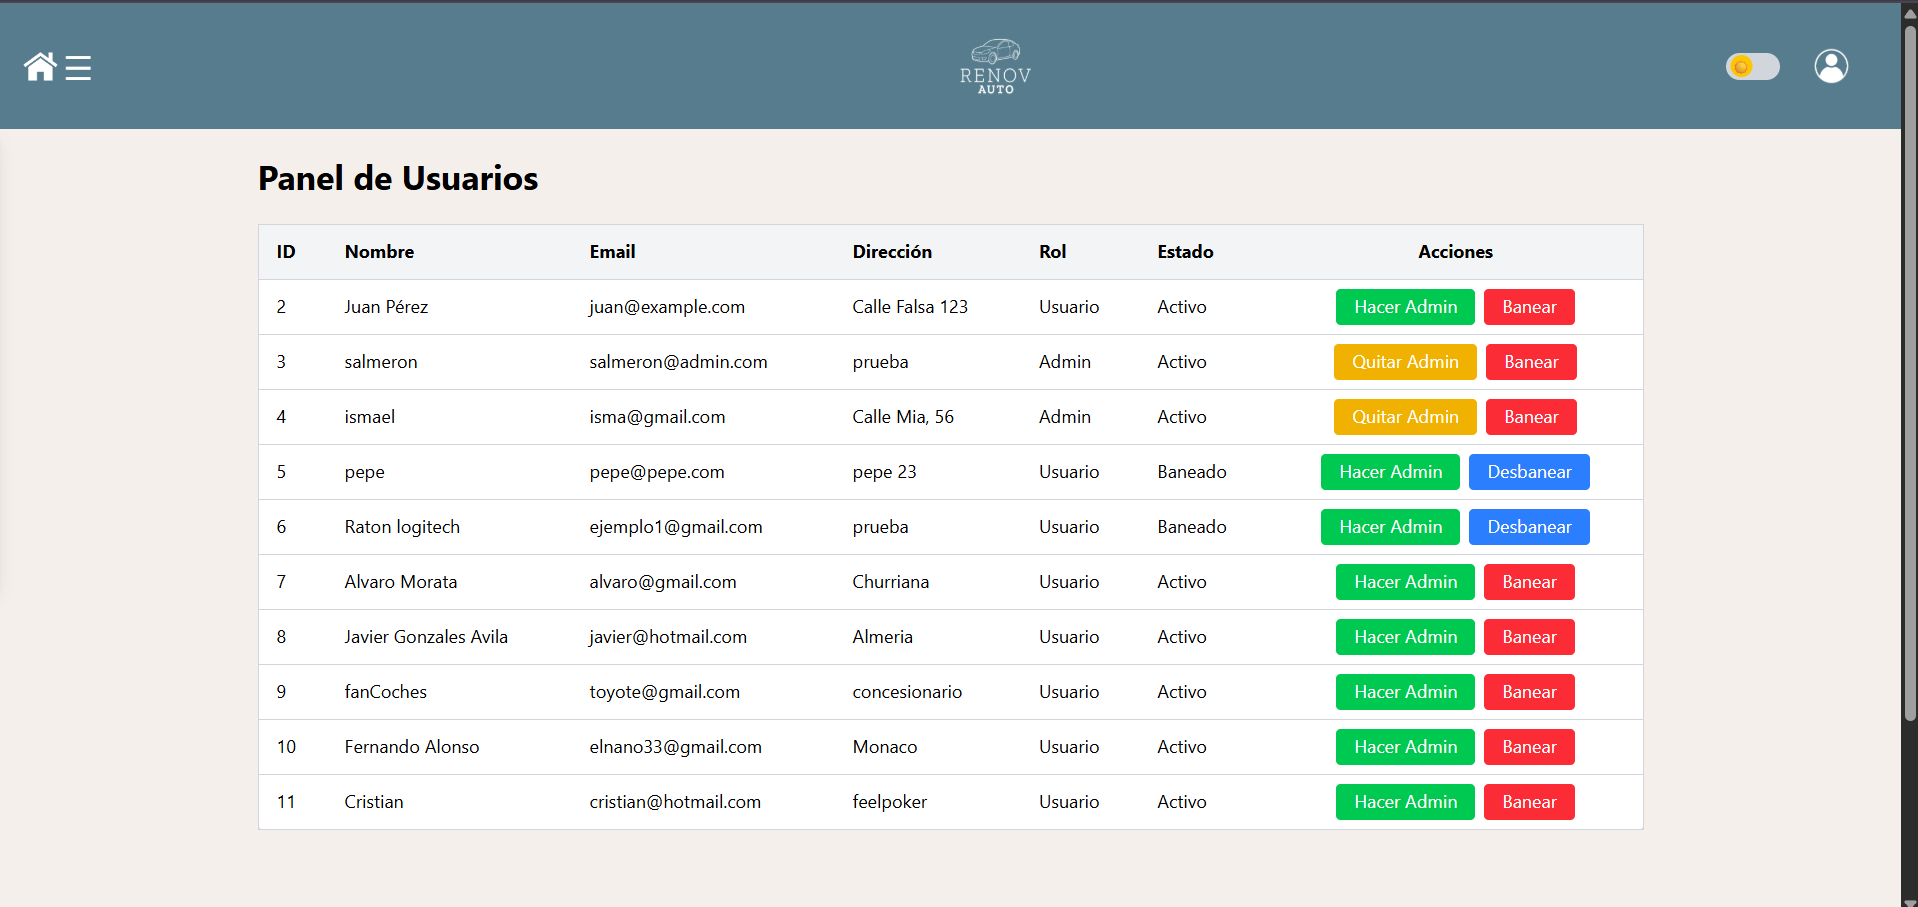 RENOV
AUTO
Panel de Usuarios
ID Nombre Email Dirección Rol Estado Acciones
2 Juan Pérez juan@example.com Calle Falsa 123 Usuario Activo Hacer Admin Banear
3 salmeron salmeron@admin.com prueba Admin Activo Quitar Admin Banear
4 ismael isma@gmail.com Calle Mia, 56 Admin Activo Quitar Admin Banear
5 pepe pepe@pepe.com pepe 23 Usuario Baneado Hacer Admin Desbanear
6 Raton logitech ejemplo1@gmail.com prueba Usuario Baneado Hacer Admin Desbanear
7 Alvaro Morata alvaro@gmail.com Churriana Usuario Activo Hacer Admin Banear
8 Javier Gonzales Avila javier@hotmail.com Almeria Usuario Activo Hacer Admin Banear
9 fanCoches toyote@gmail.com concesionario Usuario Activo Hacer Admin Banear
10 Fernando Alonso elnano33@gmail.com Monaco Usuario Activo Hacer Admin Banear
11 Cristian cristian@hotmail.com feelpoker Usuario Activo Hacer Admin Banear